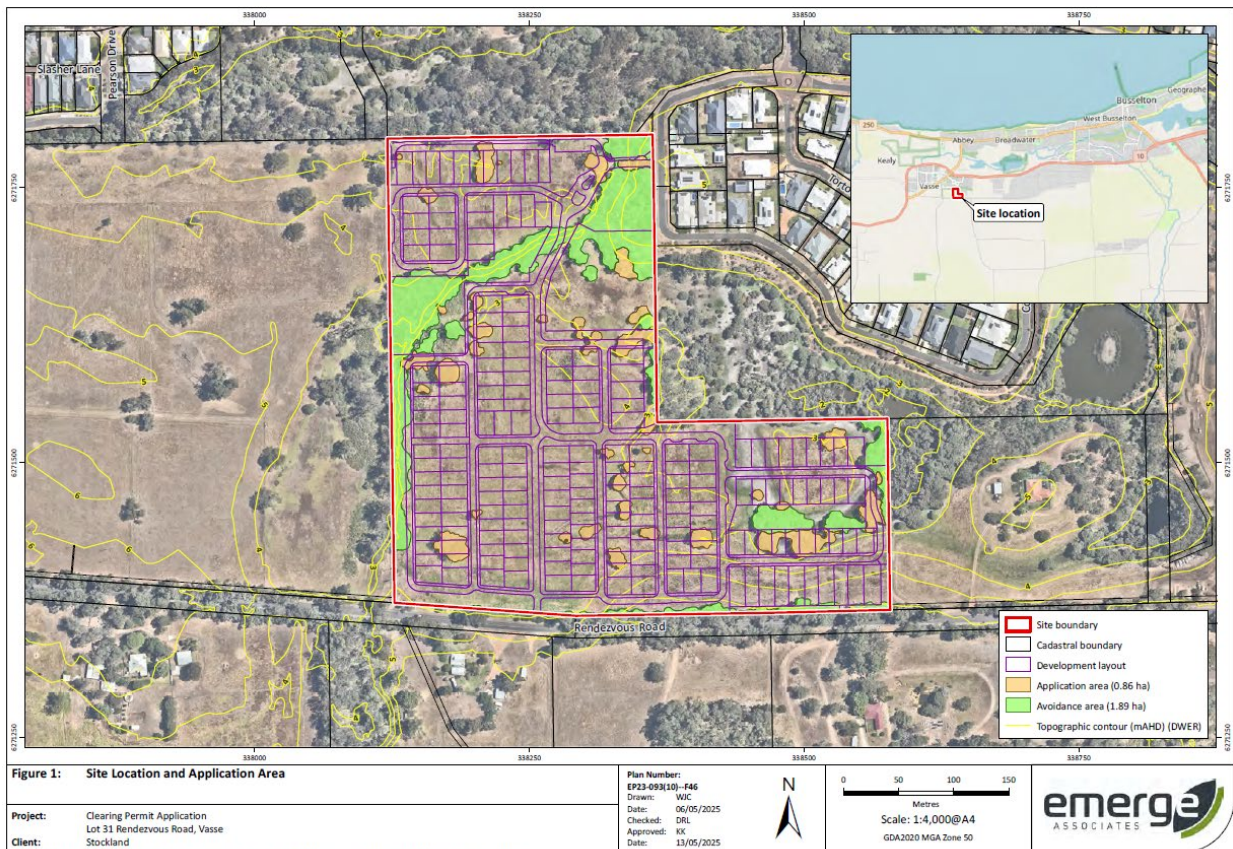 338000 338250 338500 338750
6271750
6271500
6271250
6271750
6271500
6271250
Slasher Lane
Pearson Drive
Rendezvous Road
Busselton
Geographe
West Busselton
250
Abbey
Broadwater
10
Kealy
Vasse
Site location
Site boundary
Cadastral boundary
Development layout
Application area (0.86 ha)
Avoidance area (1.89 ha)
Topographic contour (mAHD) (DWER)
Figure 1: Site Location and Application Area
Project: Clearing Permit Application
Lot 31 Rendezvous Road, Vasse
Client: Stockland
Plan Number:
EP23-093(10)--F46
Drawn: WJC
Date: 06/05/2025
Checked: DRL
Approved: KK
Date: 13/05/2025
N
0 50 100 150
Metres
Scale: 1:4,000@A4
GDA2020 MGA Zone 50
emerge
ASSOCIATES